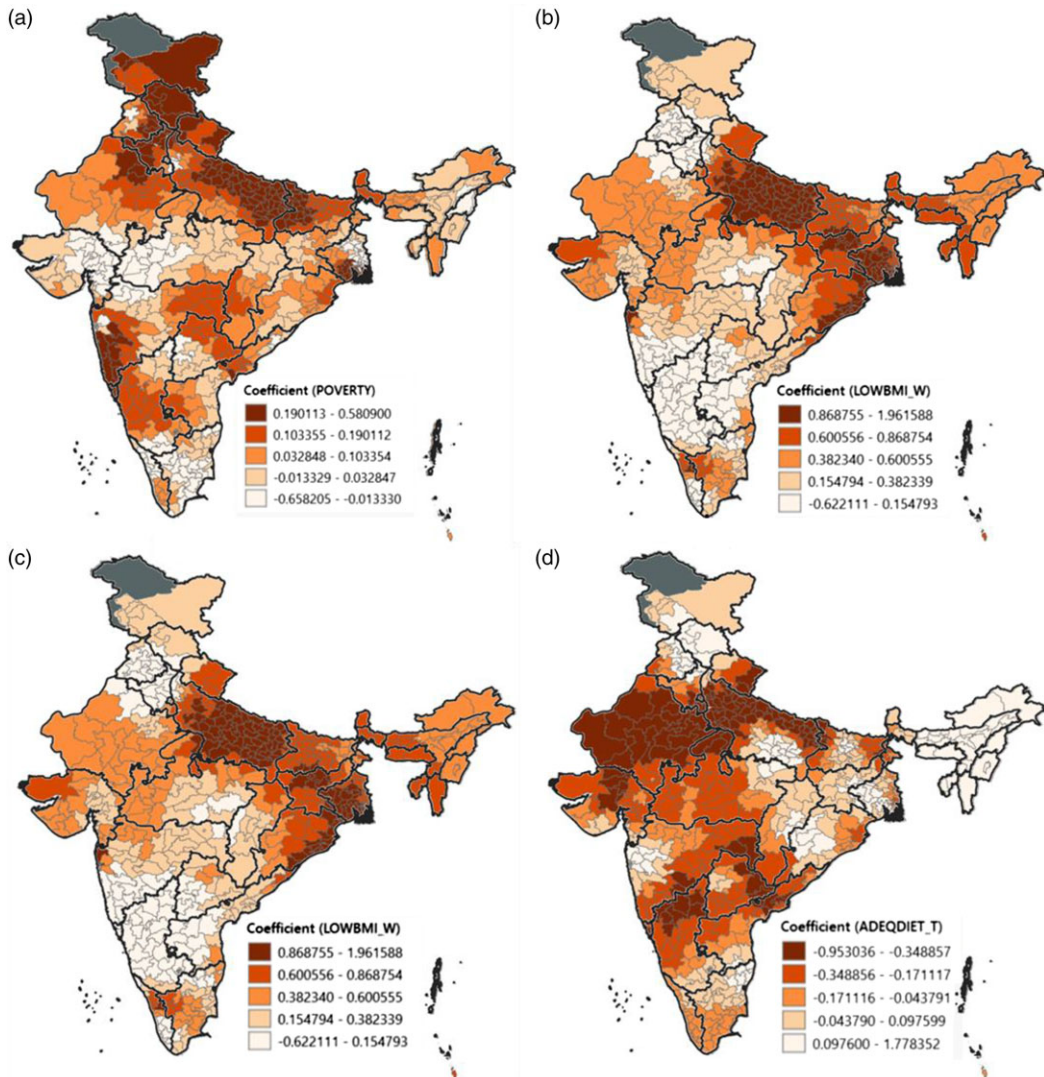 (a)
(b)
Coefficient (POVERTY)
0.190113 - 0.580900
0.103355 - 0.190112
0.032848 - 0.103354
-0.013329 - 0.032847
-0.658205 - -0.013330
Coefficient (LOWBMI_W)
0.868755 - 1.961588
0.600556 - 0.868754
0.382340 - 0.600555
0.154794 - 0.382339
-0.622111 - 0.154793
(c)
(d)
Coefficient (LOWBMI_W)
0.868755 - 1.961588
0.600556 - 0.868754
0.382340 - 0.600555
0.154794 - 0.382339
-0.622111 - 0.154793
Coefficient (ADEQDIET_T)
-0.953036 - -0.348857
-0.348856 - -0.171117
-0.171116 - -0.043791
-0.043790 - 0.097599
0.097600 - 1.778352